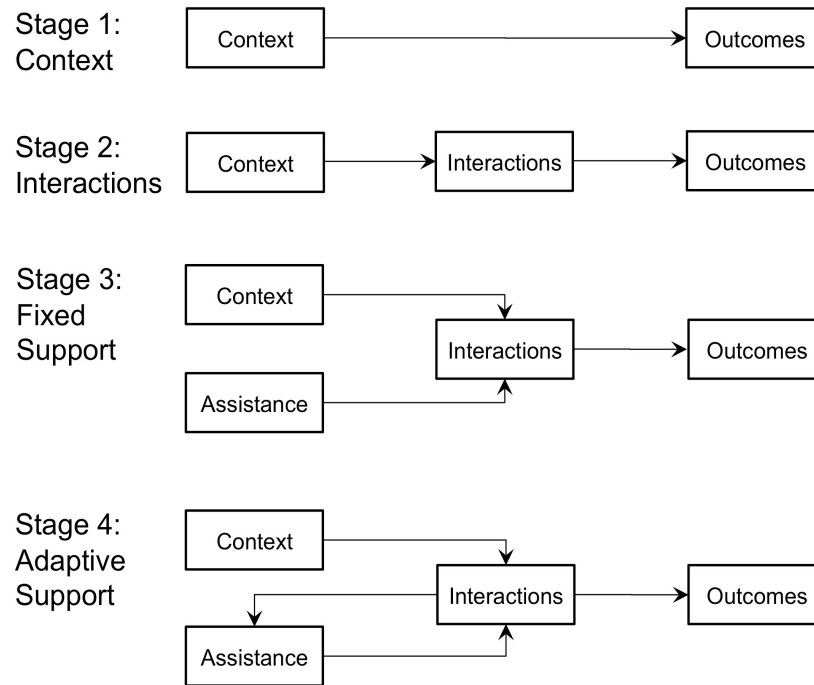 Stage 1:
Context
Context
Outcomes
Stage 2:
Interactions
Context
Interactions
Outcomes
Stage 3:
Fixed
Support
Context
Interactions
Outcomes
Assistance
Stage 4:
Adaptive
Support
Context
Interactions
Outcomes
Assistance